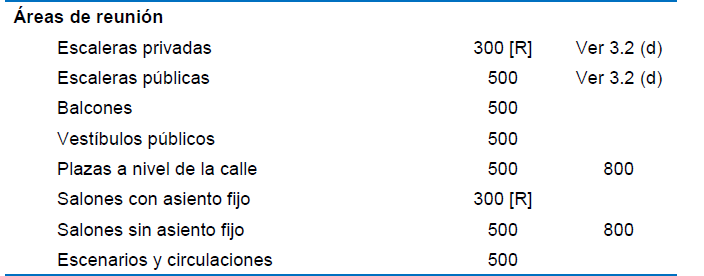 Áreas de reunión
Escaleras privadas 300 [R] Ver 3.2 (d)
Escaleras públicas 500 Ver 3.2 (d)
Balcones 500
Vestíbulos públicos 500
Plazas a nivel de la calle 500 800
Salones con asiento fijo 300 [R]
Salones sin asiento fijo 500 800
Escenarios y circulaciones 500